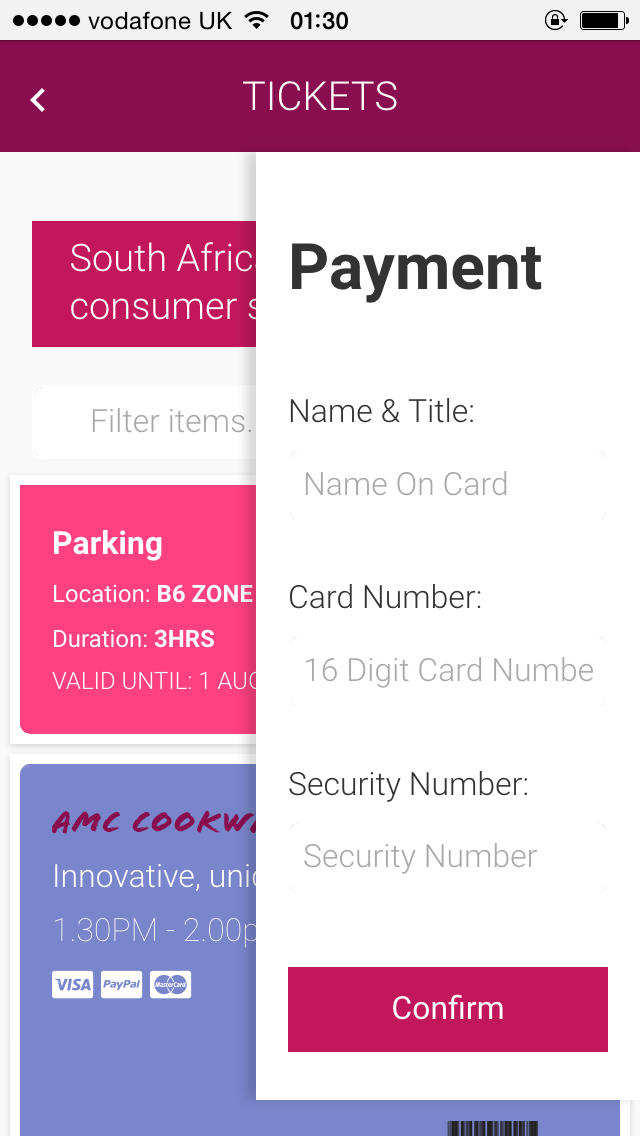 vodafone UK 01:30
TICKETS
South Afric
consumer s
Filter items.
Parking
Location: B6 ZONE
Duration: 3HRS
VALID UNTIL: 1 AUG
AMC COOKW
Innovative, uni
1.30PM - 2.00p
VISA PayPal MasterCard
Payment
Name & Title:
Name On Card
Card Number:
16 Digit Card Numbe
Security Number:
Security Number
Confirm